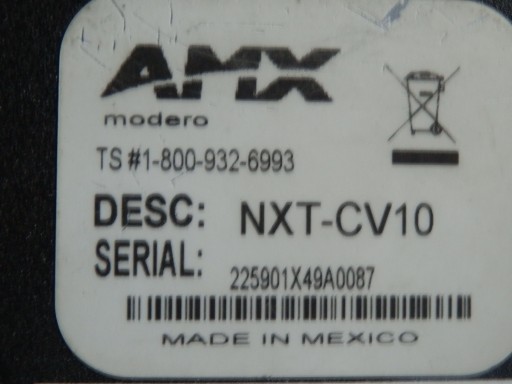 AMX
modero
TS #1-800-932-6993
DESC: NXT-CV10
SERIAL: 225901X49A0087
MADE IN MEXICO